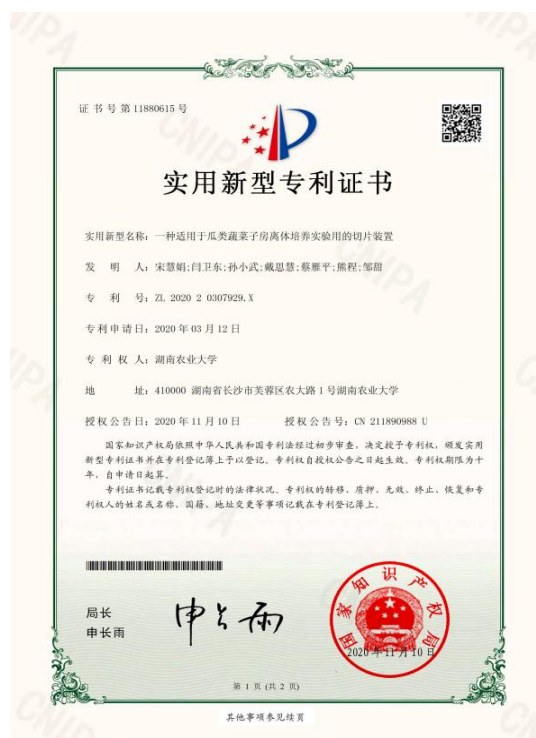 证书号第11880615号
实用新型专利证书
实用新型名称：一种适用于瓜类蔬菜子房离体培养实验用的切片装置
发明人：宋慧娟;闫卫东;孙小武;戴思慧;蔡雁平;熊程;邹甜
专利号：ZL 2020 2 0307929.X
专利申请日：2020年03月12日
专利权人：湖南农业大学
地址：410000 湖南省长沙市芙蓉区农大路1号湖南农业大学
授权公告日：2020年11月10日 授权公告号：CN 211890988 U
国家知识产权局依照中华人民共和国专利法经过初步审查，决定授予专利权，颁发实用
新型专利证书并在专利登记簿上予以登记。专利权自授权公告之日起生效。专利权期限为十
年，自申请日起算。
专利证书记载专利权登记时的法律状况。专利权的转移、质押、无效、终止、恢复和专
利权人的姓名或名称、国籍、地址变更等事项记载在专利登记簿上。
局长
申长雨
申长雨
国家知识产权局
2020年11月10日
第 1 页 (共 2 页)
其他事项参见续页
CNIPA